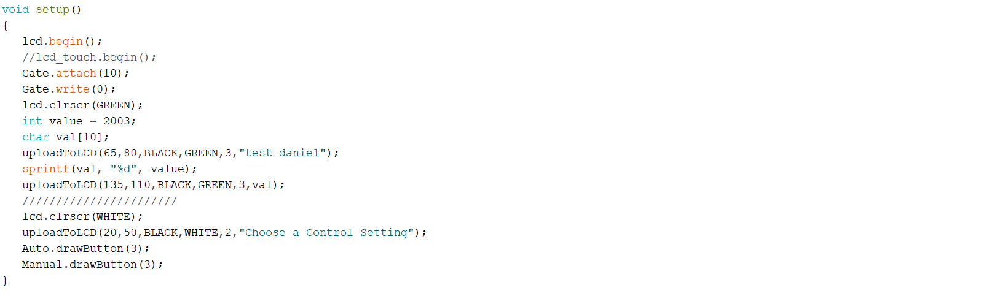 void setup()
{
lcd.begin();
//lcd_touch.begin();
Gate.attach(10);
Gate.write(0);
lcd.clrscr(GREEN);
int value = 2003;
char val[10];
uploadToLCD(65,80,BLACK,GREEN,3,"test daniel");
sprintf(val, "%d", value);
uploadToLCD(135,110,BLACK,GREEN,3,val);
///////////////////////
lcd.clrscr(WHITE);
uploadToLCD(20,50,BLACK,WHITE,2,"Choose a Control Setting");
Auto.drawButton(3);
Manual.drawButton(3);
}